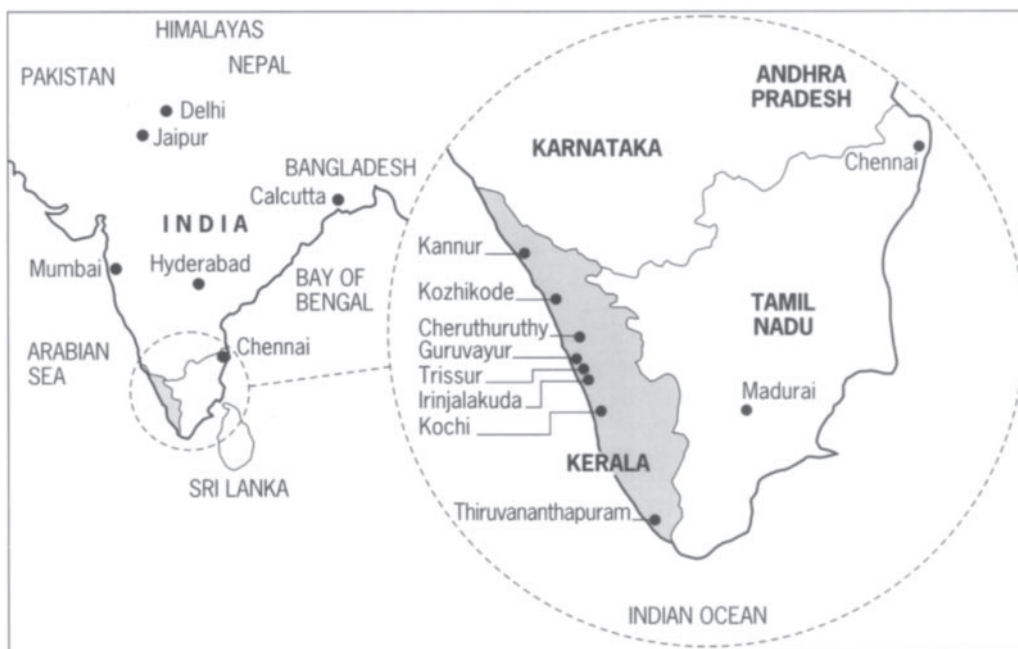 HIMALAYAS
NEPAL
PAKISTAN
Delhi
Jaipur
BANGLADESH
Calcutta
INDIA
Mumbai
Hyderabad
BAY OF
BENGAL
ARABIAN
SEA
Chennai
SRI LANKA
ANDHRA
PRADESH
KARNATAKA
Chennai
Kannur
Kozhikode
Cheruthuruthy
Guruvayur
Trissur
Irinjalakuda
Kochi
TAMIL
NADU
Madurai
KERALA
Thiruvananthapuram
INDIAN OCEAN